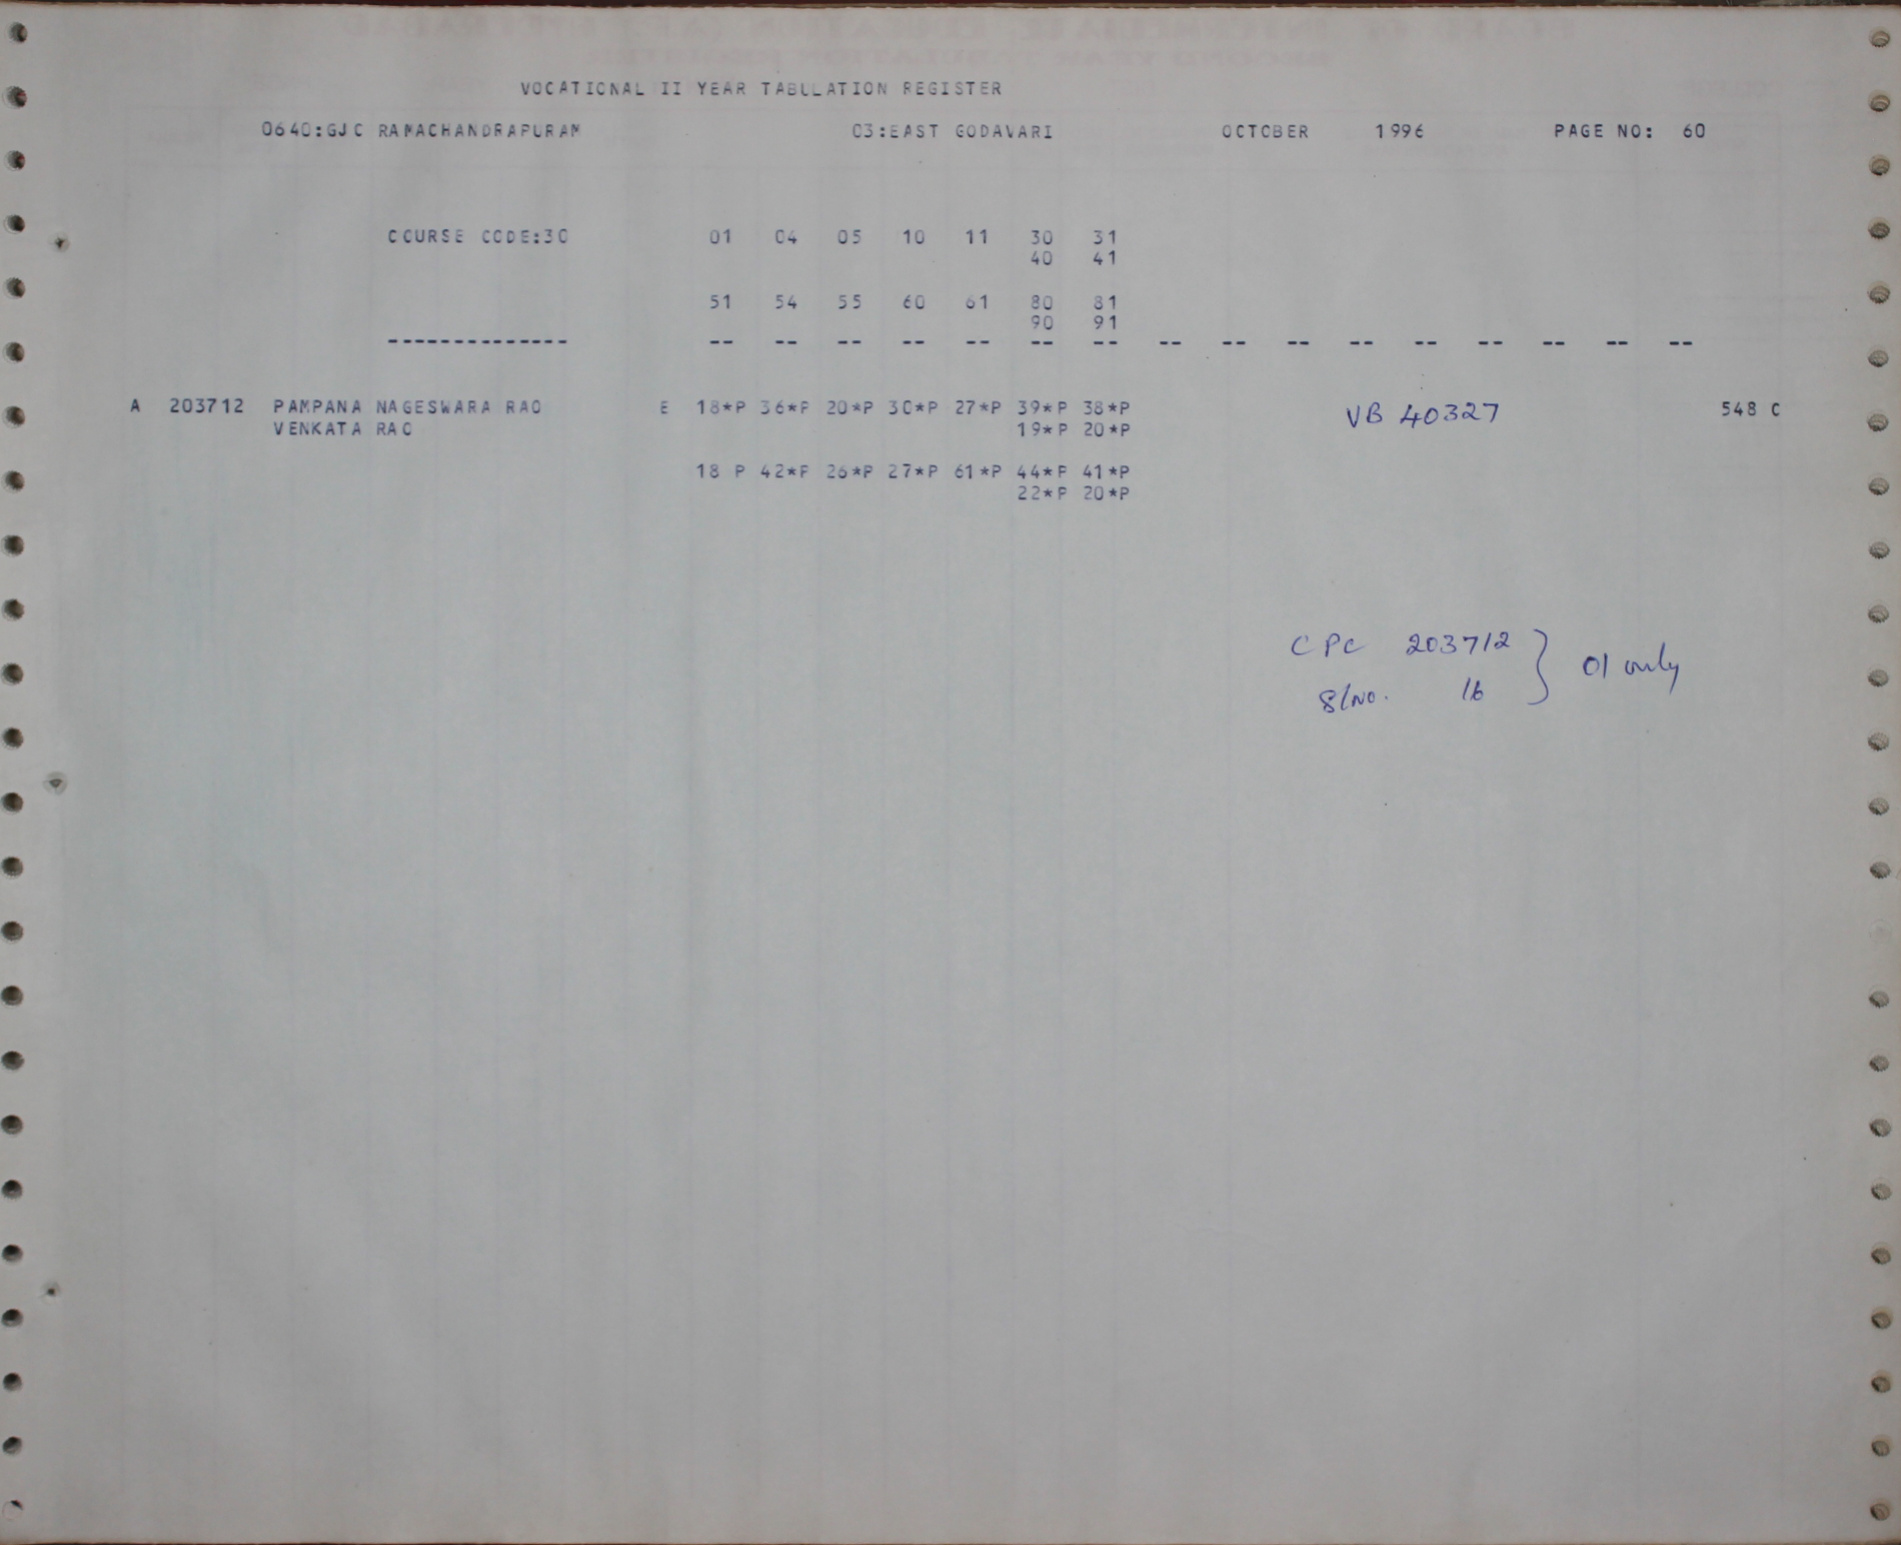 VOCATIONAL II YEAR TABULATION REGISTER
0640:GJC RAMACHANDRAPURAM 03:EAST GODAVARI OCTOBER 1996 PAGE NO: 60
COURSE CODE:30 01 04 05 10 11 30 31
40 41
51 54 55 60 61 80 81
90 91
-------------- -- -- -- -- -- -- -- -- -- -- -- -- -- -- -- --
A 203712 PAMPANA NAGESWARA RAO E 18*P 36*P 20*P 30*P 27*P 39*P 38*P VB 40327 548 C
VENKATA RAO 19*P 20*P
18 P 42*P 26*P 27*P 61*P 44*P 41*P
22*P 20*P
CPC 203712 } 01 only
Sl No. 16